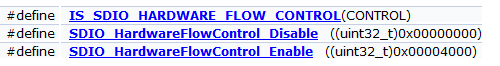 #define IS_SDIO_HARDWARE_FLOW_CONTROL(CONTROL)
#define SDIO_HardwareFlowControl_Disable ((uint32_t)0x00000000)
#define SDIO_HardwareFlowControl_Enable ((uint32_t)0x00004000)